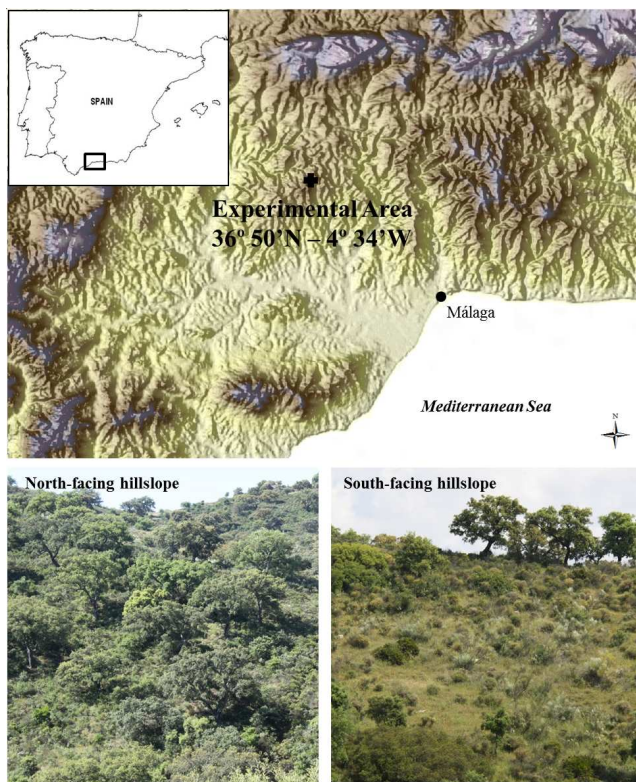 SPAIN
Experimental Area
36º 50’N – 4º 34’W
Málaga
Mediterranean Sea
N
North-facing hillslope
South-facing hillslope